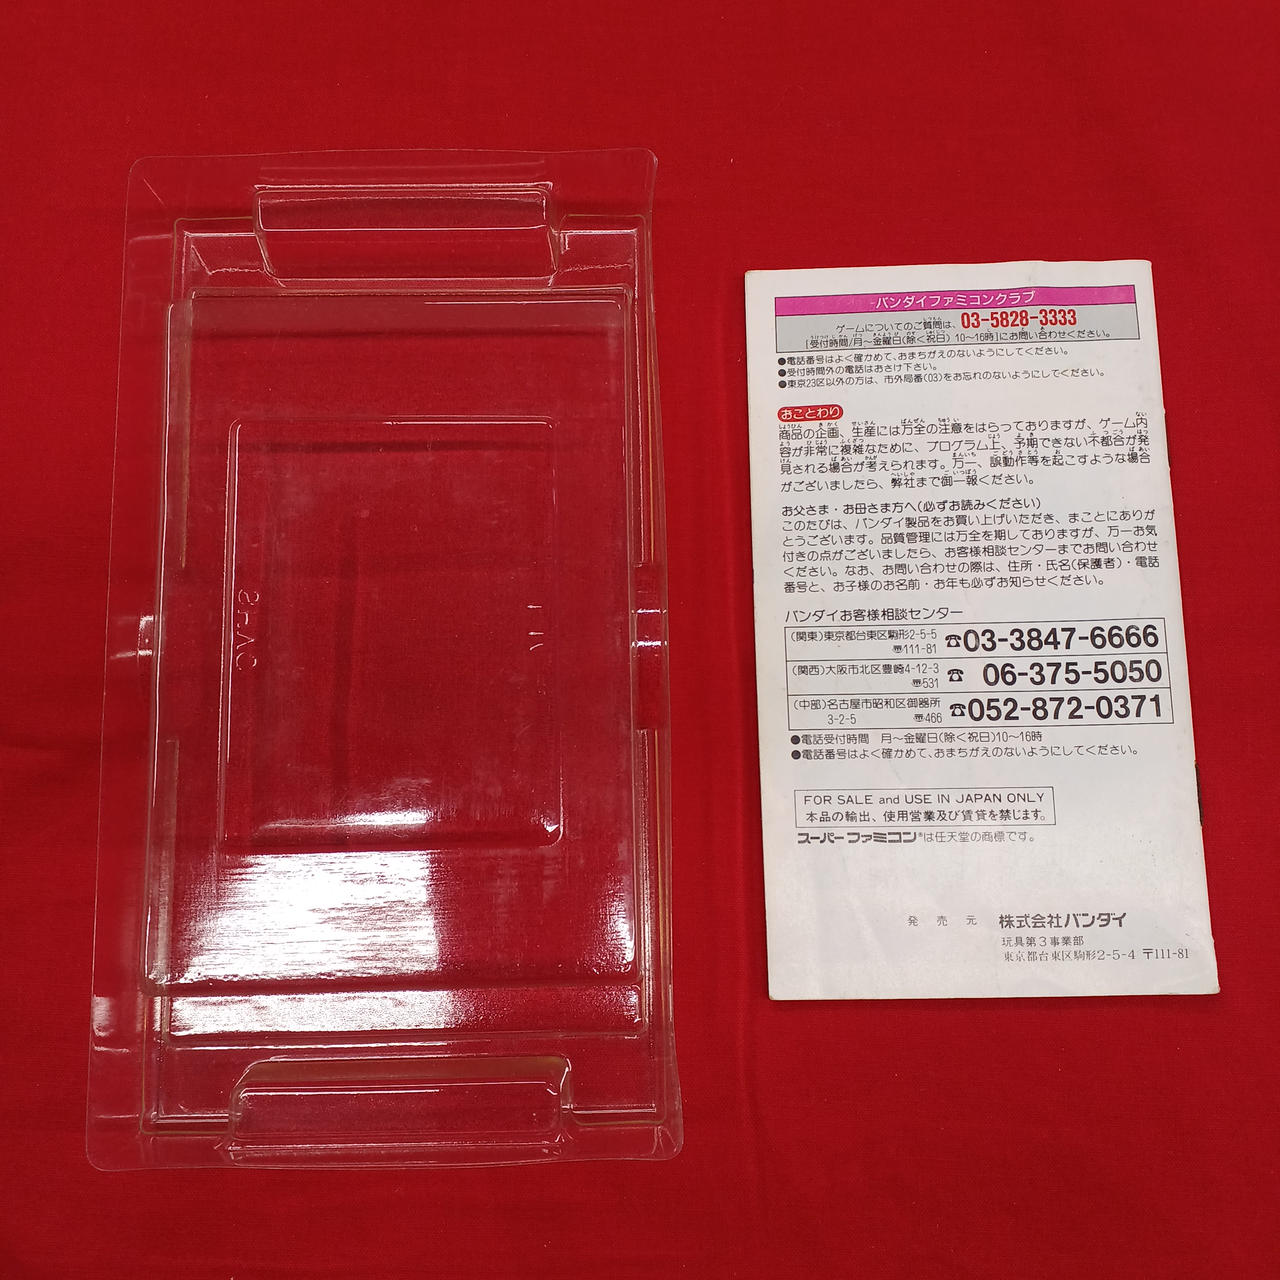 バンダイファミコンクラブ
ゲームについてのご質問は、03-5828-3333
[受付時間/月～金曜日(除く祝日) 10～16時]にお問い合わせください。
●電話番号はよく確かめて、おまちがえのないようにしてください。
●受付時間外の電話はおさけ下さい。
●東京23区以外の方は、市外局番(03)をお忘れのないようにしてください。
おことわり
商品の企画、生産には万全の注意をはらっておりますが、ゲーム内
容が非常に複雑なために、プログラム上、予期できない不都合が発
見される場合が考えられます。万一、誤動作等を起こすような場合
がございましたら、弊社まで御一報ください。
お父さま・お母さま方へ(必ずお読みください)
このたびは、バンダイ製品をお買い上げいただき、まことにありが
とうございます。品質管理には万全を期しておりますが、万一お気
付きの点がございましたら、お客様相談センターまでお問い合わせ
ください。なお、お問い合わせの際は、住所・氏名(保護者)・電話
番号と、お子様のお名前・お年も必ずお知らせください。
バンダイお客様相談センター
(関東)東京都台東区駒形2-5-5 ☎03-3847-6666
〒111-81
(関西)大阪市北区豊崎4-12-3 ☎ 06-375-5050
〒531
(中部)名古屋市昭和区御器所 ☎052-872-0371
3-2-5 〒466
●電話受付時間 月～金曜日(除く祝日)10～16時
●電話番号はよく確かめて、おまちがえのないようにしてください。
FOR SALE and USE IN JAPAN ONLY
本品の輸出、使用営業及び賃貸を禁じます。
スーパーファミコン®は任天堂の商標です。
発売元 株式会社バンダイ
玩具第3事業部
東京都台東区駒形2-5-4 〒111-81